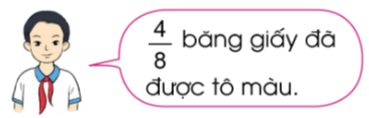 4/8 băng giấy đã
được tô màu.